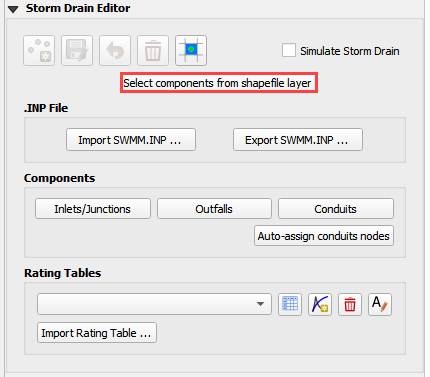 Storm Drain Editor
Simulate Storm Drain
Select components from shapefile layer
.INP File
Import SWMM.INP ...
Export SWMM.INP ...
Components
Inlets/Junctions
Outfalls
Conduits
Auto-assign conduits nodes
Rating Tables
Import Rating Table ...